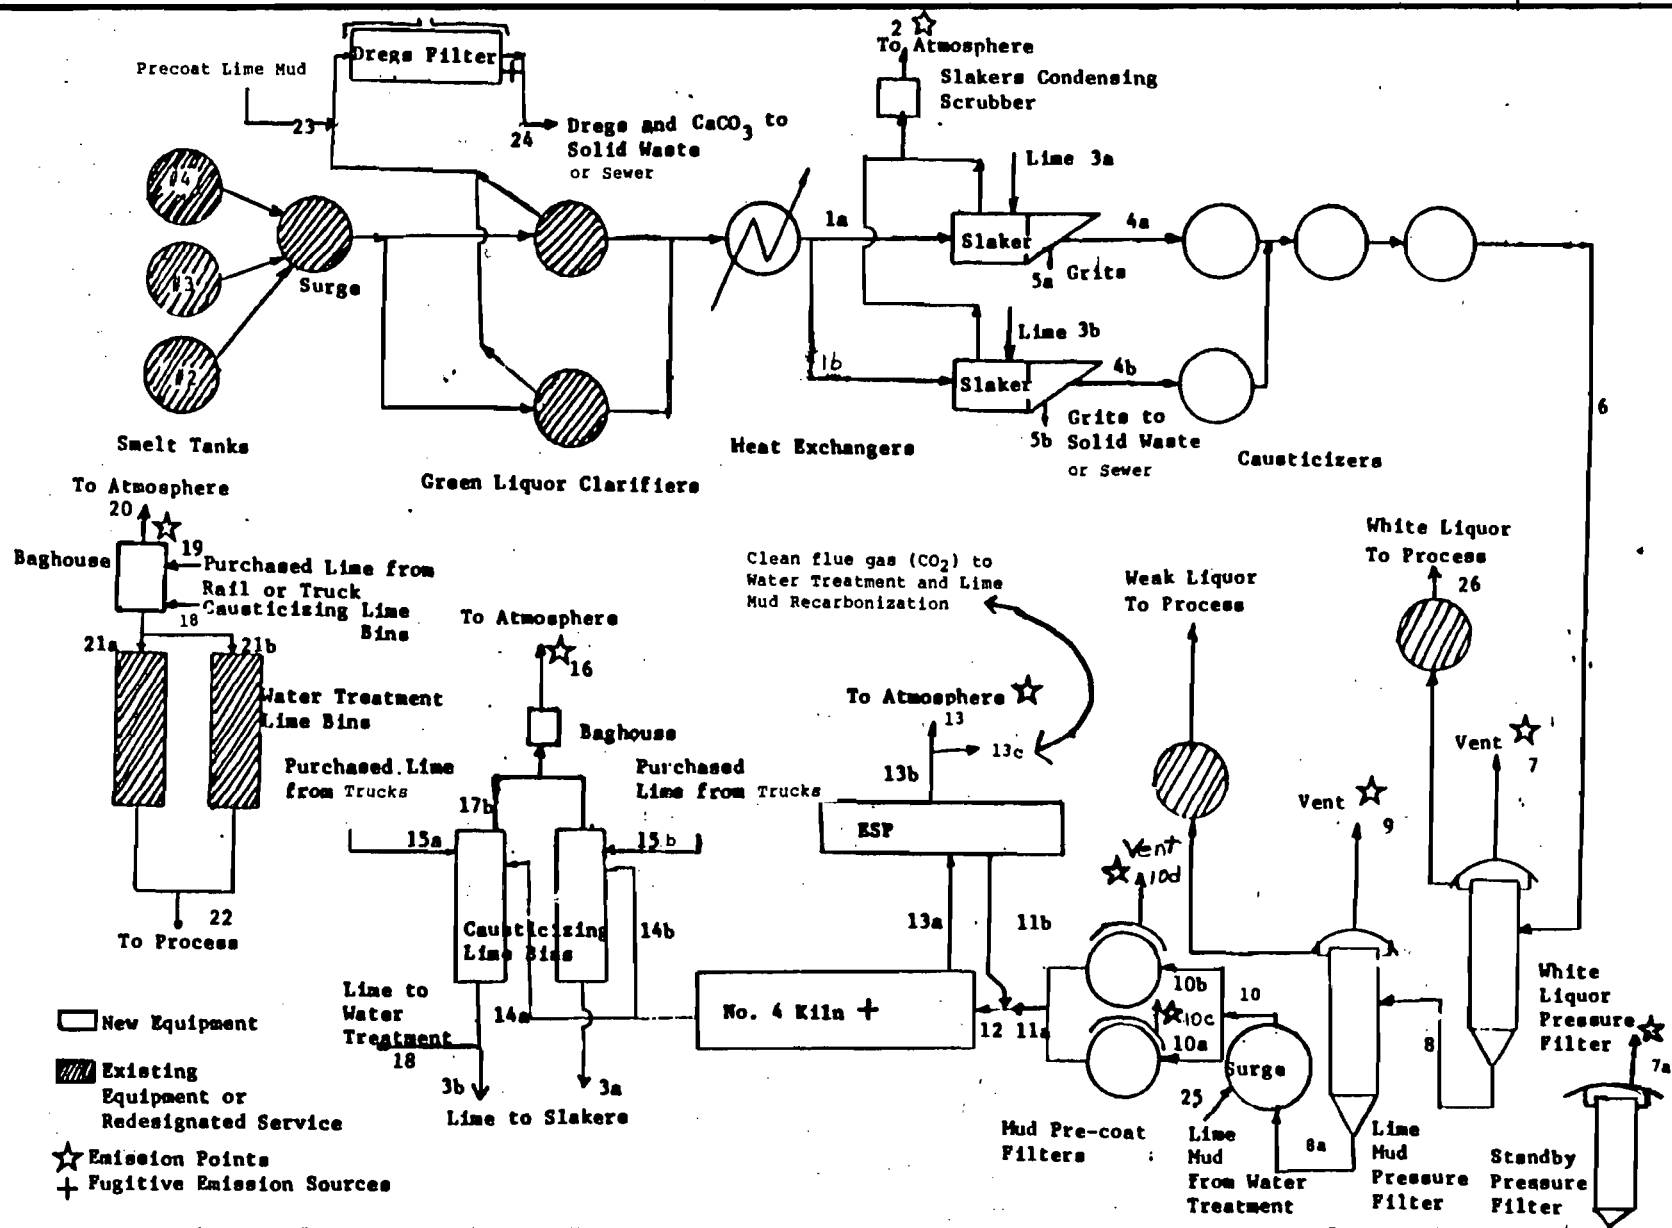 2
To Atmosphere
Slakers Condensing
Scrubber
Dregs Filter
Precoat Lime Mud
23
24
Dregs and CaCO3 to
Solid Waste
or Sewer
#4
#3
#2
Surge
Smelt Tanks
Green Liquor Clarifiers
Heat Exchangers
1a
1b
Lime 3a
Slaker
4a
5a
Grits
Lime 3b
Slaker
4b
5b
Grits to
Solid Waste
or Sewer
Causticizers
6
To Atmosphere
20
Baghouse
19
Purchased Lime from
Rail or Truck
Causticizing Lime
Bins
18
21a
21b
Water Treatment
Lime Bins
22
To Process
To Atmosphere
16
Baghouse
Purchased Lime
from Trucks
Purchased
Lime from Trucks
17b
15a
15b
Causticizing
Lime Bins
14b
14a
Lime to
Water
Treatment
18
3b
3a
Lime to Slakers
Clean flue gas (CO2) to
Water Treatment and Lime
Mud Recarbonization
To Atmosphere
13
13c
13b
ESP
13a
11b
No. 4 Kiln +
12
11a
Weak Liquor
To Process
White Liquor
To Process
26
Vent
7
Vent
9
Vent
10d
10b
10
10c
10a
Surge
25
8a
8
Mud Pre-coat
Filters
Lime
Mud
From Water
Treatment
Lime
Mud
Pressure
Filter
White
Liquor
Pressure
Filter
7a
Standby
Pressure
Filter
New Equipment
Existing
Equipment or
Redesignated Service
Emission Points
+ Fugitive Emission Sources